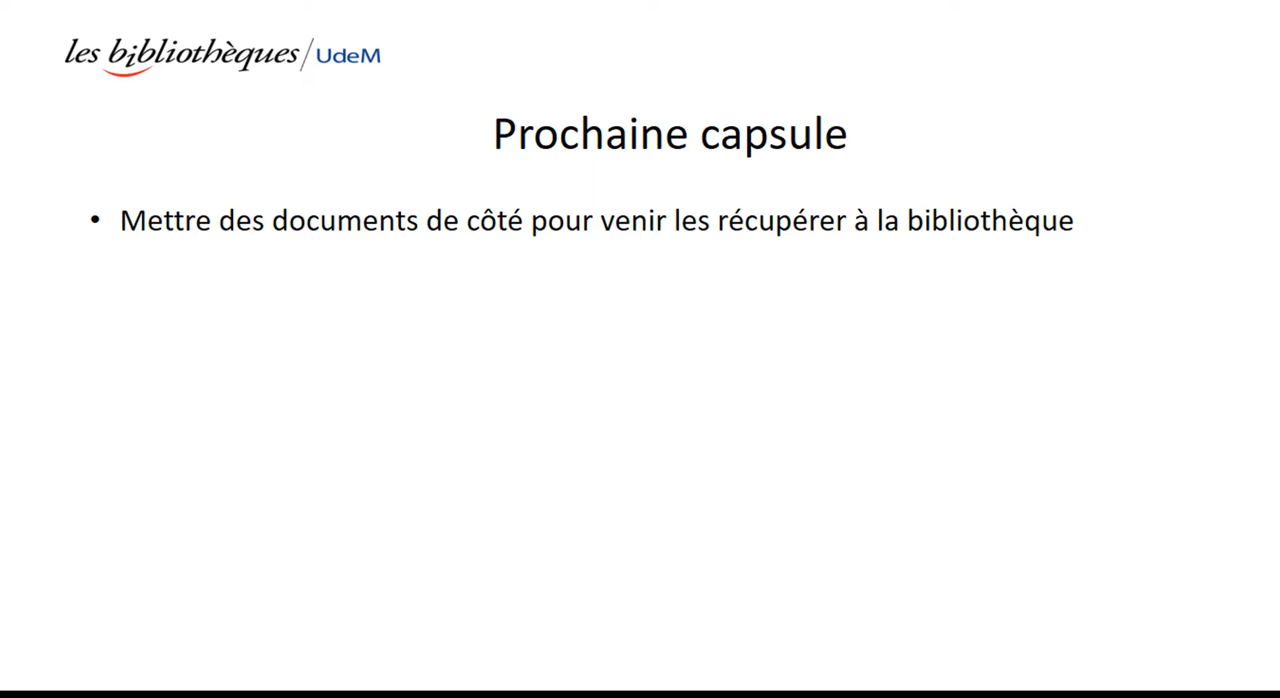 les bibliothèques/UdeM
Prochaine capsule
• Mettre des documents de côté pour venir les récupérer à la bibliothèque